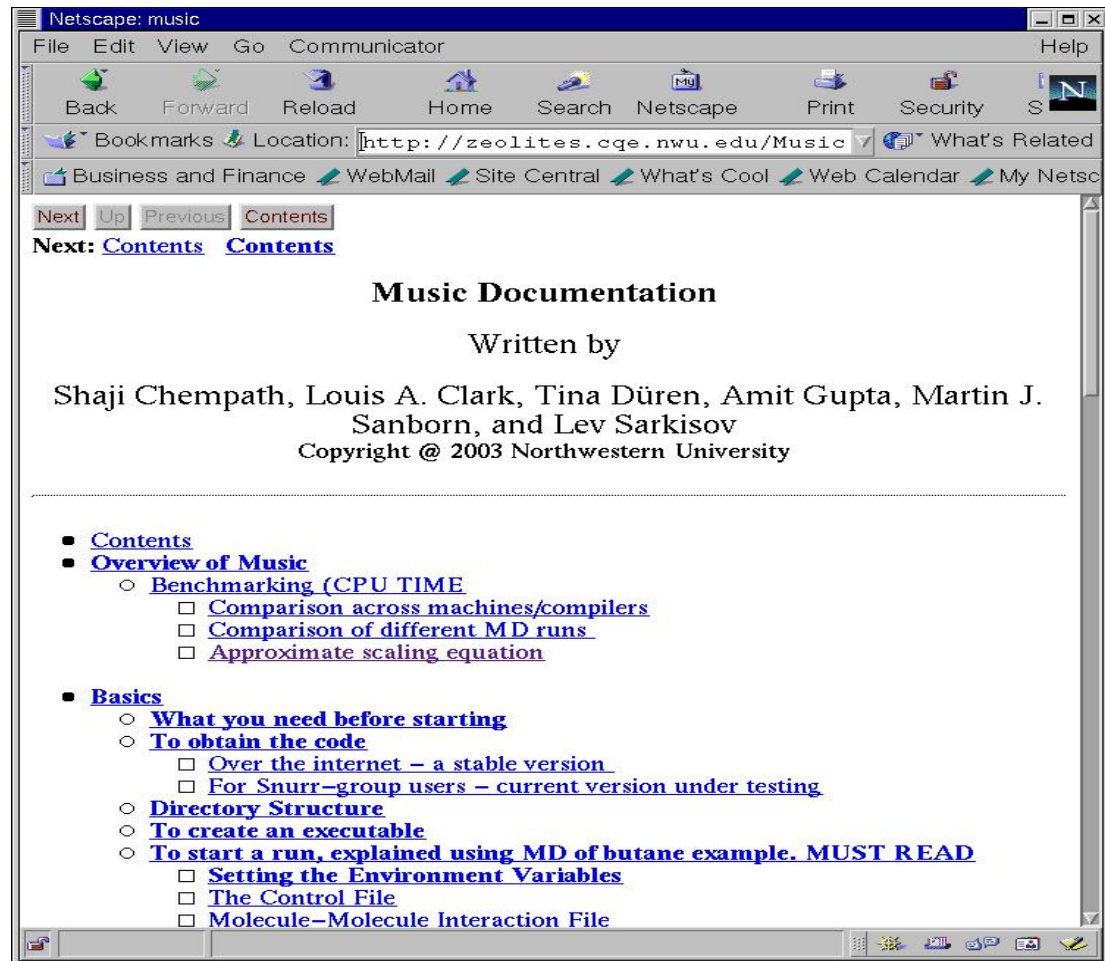 Netscape: music
File Edit View Go Communicator Help
Back Forward Reload Home Search Netscape Print Security S
My
N
Bookmarks Location: http://zeolites.cqe.nwu.edu/Music What's Related
Business and Finance WebMail Site Central What's Cool Web Calendar My Netsc
Next Up Previous Contents
Next: Contents Contents
Music Documentation
Written by
Shaji Chempath, Louis A. Clark, Tina Düren, Amit Gupta, Martin J.
Sanborn, and Lev Sarkisov
Copyright @ 2003 Northwestern University
Contents
Overview of Music
Benchmarking (CPU TIME
Comparison across machines/compilers
Comparison of different MD runs
Approximate scaling equation
Basics
What you need before starting
To obtain the code
Over the internet – a stable version
For Snurr–group users – current version under testing
Directory Structure
To create an executable
To start a run, explained using MD of butane example. MUST READ
Setting the Environment Variables
The Control File
Molecule–Molecule Interaction File